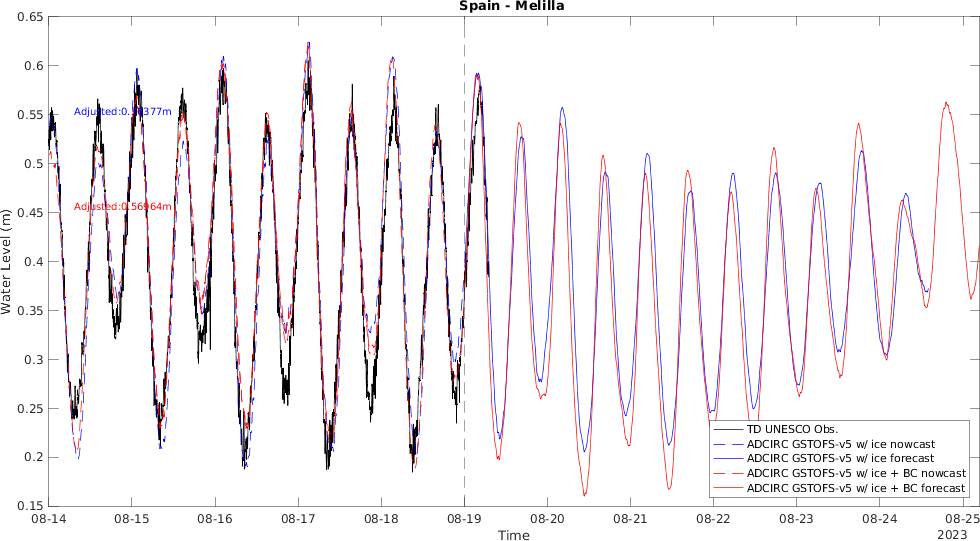 Spain - Melilla
0.65
0.6
0.55
0.5
0.45
0.4
0.35
0.3
0.25
0.2
0.15
Water Level (m)
Adjusted:0.56964m
TD UNESCO Obs.
ADCIRC GSTOFS-v5 w/ ice nowcast
ADCIRC GSTOFS-v5 w/ ice forecast
ADCIRC GSTOFS-v5 w/ ice + BC nowcast
ADCIRC GSTOFS-v5 w/ ice + BC forecast
08-14 08-15 08-16 08-17 08-18 08-19 08-20 08-21 08-22 08-23 08-24 08-25
Time
2023